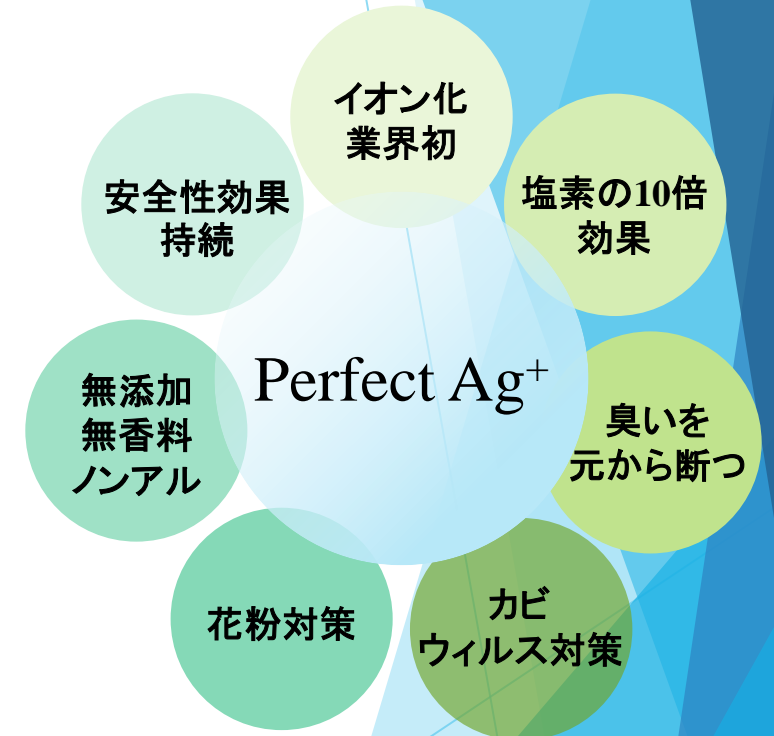 イオン化
業界初
塩素の10倍
効果
臭いを
元から断つ
カビ
ウィルス対策
花粉対策
無添加
無香料
ノンアル
安全性効果
持続
Perfect Ag⁺